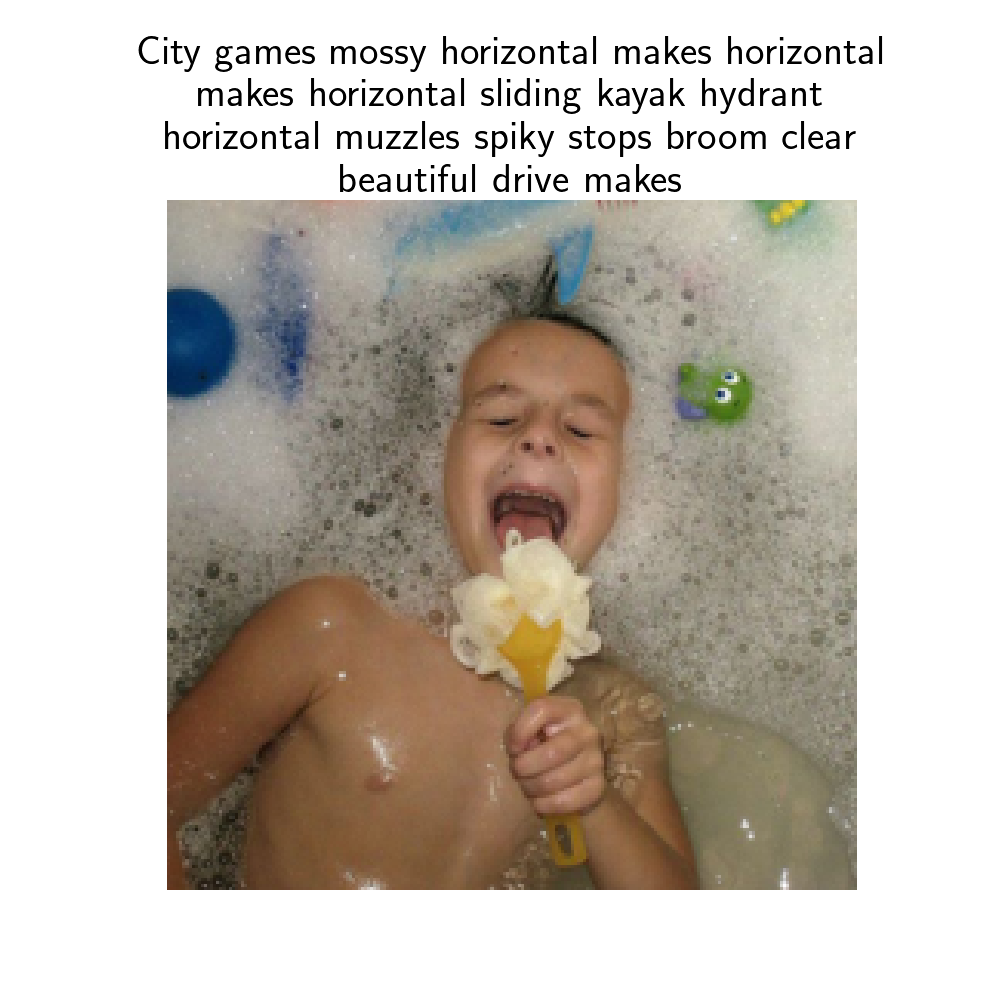 City games mossy horizontal makes horizontal
makes horizontal sliding kayak hydrant
horizontal muzzles spiky stops broom clear
beautiful drive makes